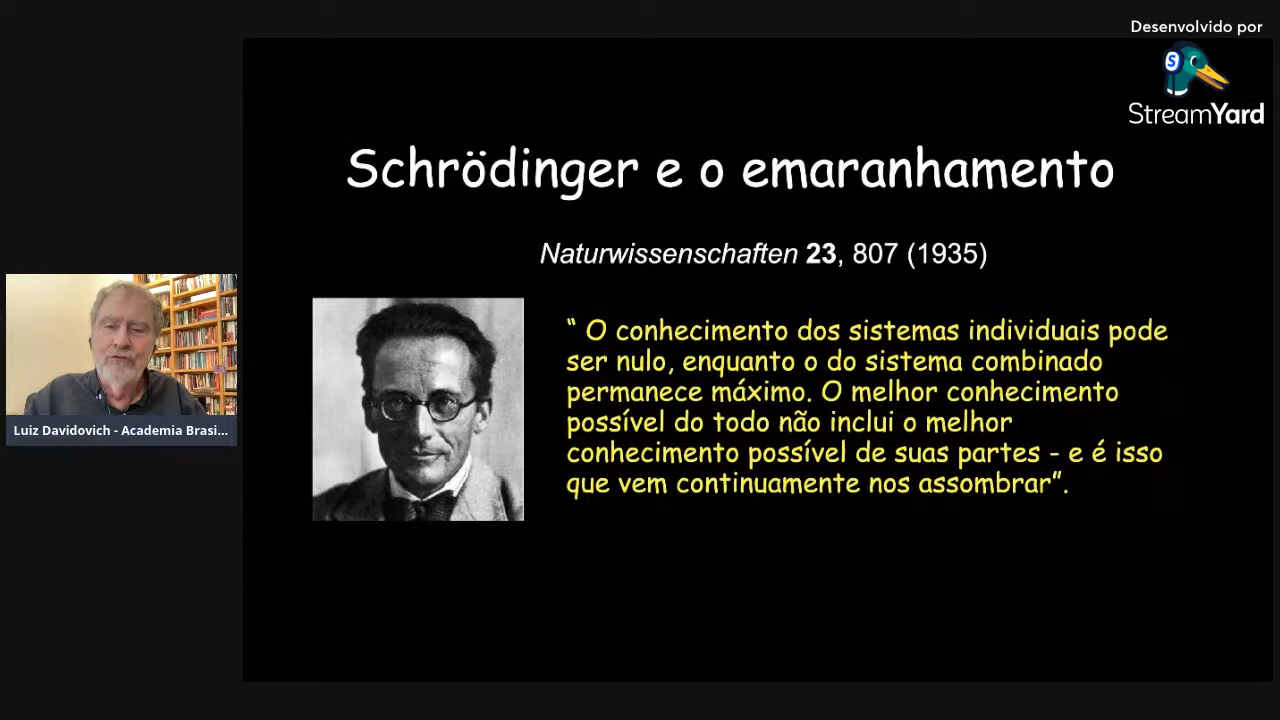 Desenvolvido por
S
StreamYard
Schrödinger e o emaranhamento
Naturwissenschaften 23, 807 (1935)
“ O conhecimento dos sistemas individuais pode
ser nulo, enquanto o do sistema combinado
permanece máximo. O melhor conhecimento
possível do todo não inclui o melhor
conhecimento possível de suas partes - e é isso
que vem continuamente nos assombrar”.
Luiz Davidovich - Academia Brasi...